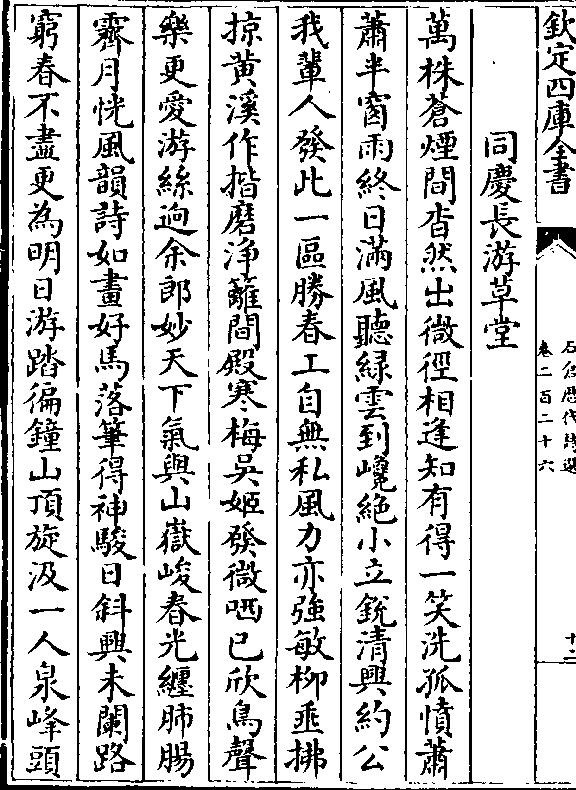 欽定四庫全書
石倉歷代詩選
卷二百二十六
十二
同慶長游草堂
萬株蒼煙間杳然出微徑相逢知有得一笑洗孤憤蕭
蕭半窗雨終日滿風聽緑雲到巉絶小立銳清興約公
我輩人發此一區勝春工自無私風力亦強敏柳垂拂
掠黄溪作揩磨淨籬間殿寒梅吳姬發微哂已欣鳥聲
樂更愛游絲逈余郎妙天下氣與山嶽峻春光纒肺腸
霽月恍風韻詩如畫好馬落筆得神駿日斜興未闌路
窮春不盡更為明日游踏徧鐘山頂旋汲一人泉峰頭